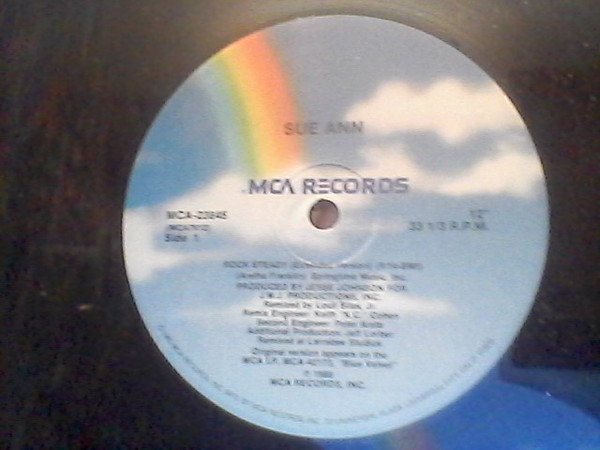 SUE ANN
MCA RECORDS
MCA-23845
Side 1
12"
33 1/3 R.P.M.
ROCK STEADY
(Aretha Franklin) Springtime Music, Inc.
PRODUCED BY JESSE JOHNSON FOR
J.W.J. PRODUCTIONS, INC.
Remixed by Louil Silas, Jr.
Remix Engineer: Keith "K.C." Cohen
Second Engineer: Peter
Additional Production: Jeff Lorber
Remixed at Larrabee Studios
Original version appears on the
MCA LP, MCA-42170, "Blue Velvet"
℗ 1988
MCA RECORDS, INC.